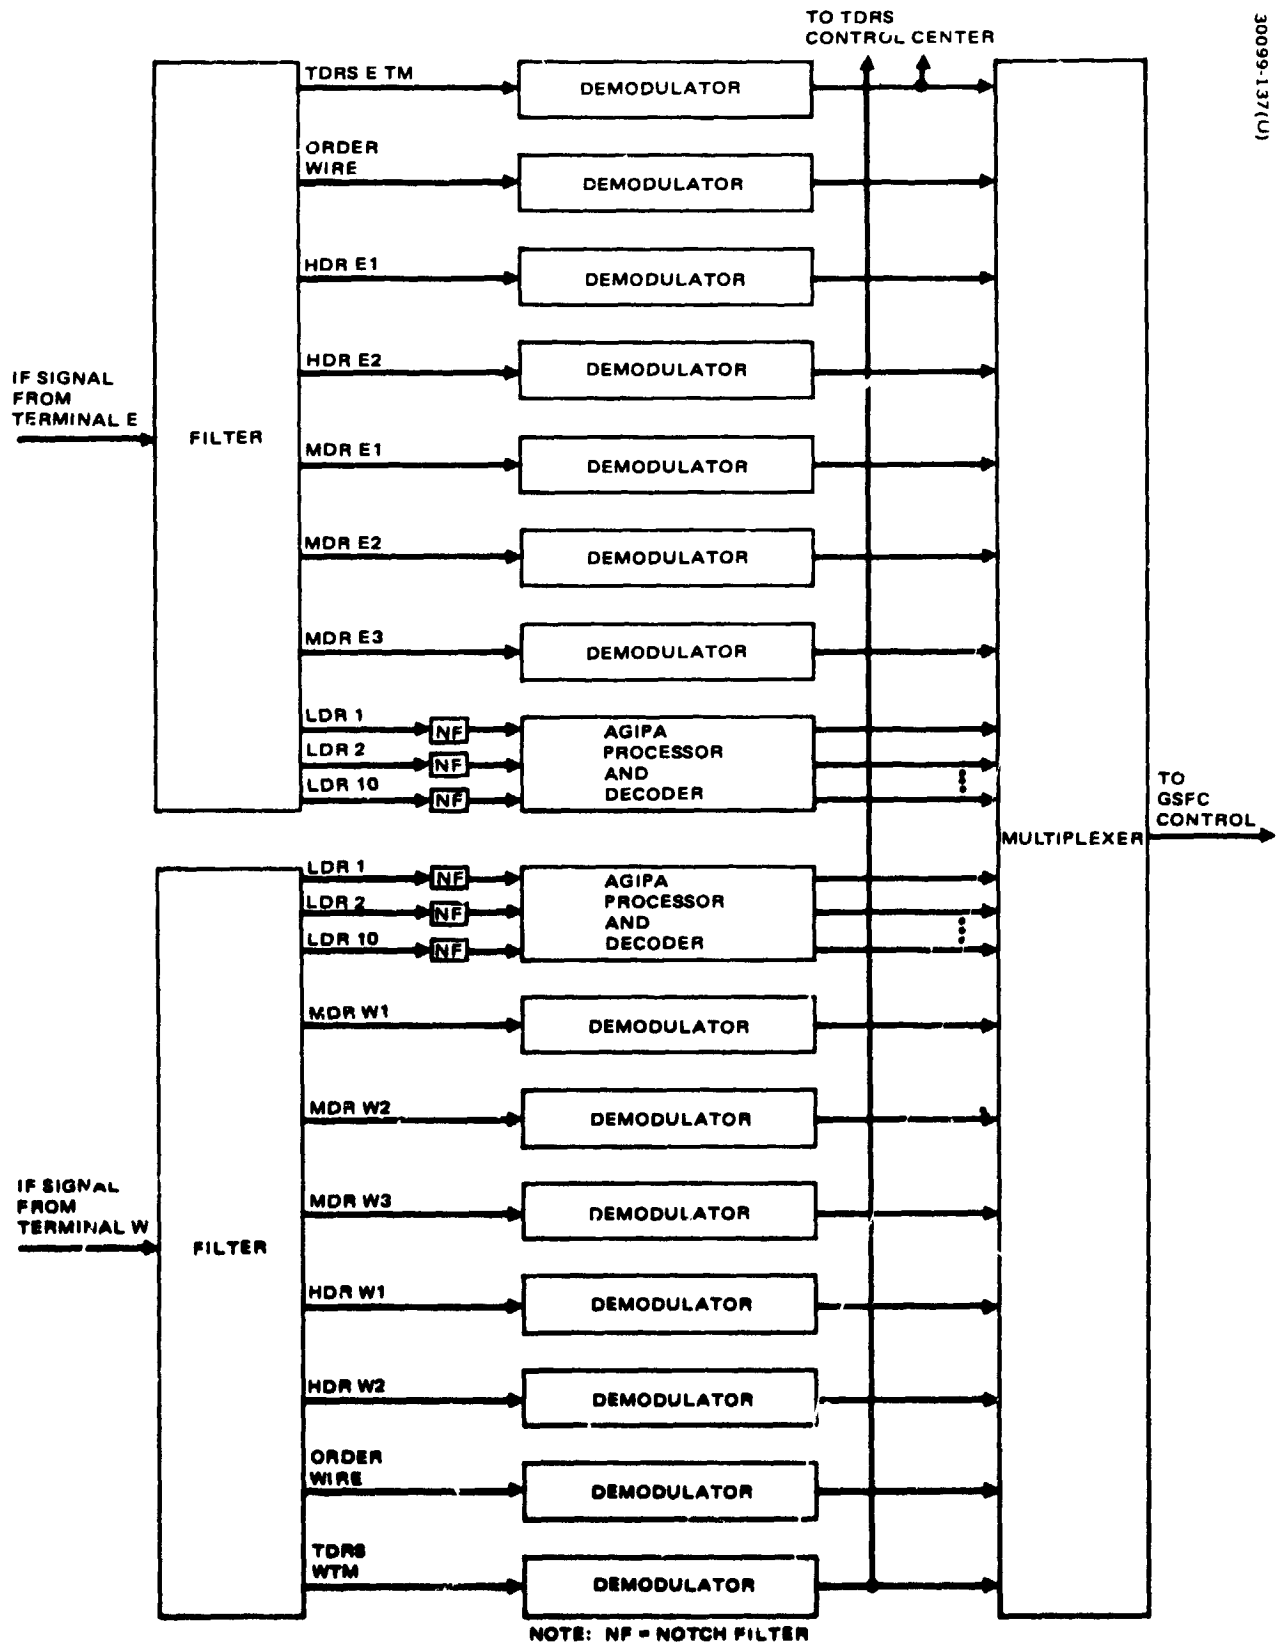 TO TDRS
CONTROL CENTER
30099-137(U)
TDRS E TM
DEMODULATOR
ORDER
WIRE
DEMODULATOR
HDR E1
DEMODULATOR
HDR E2
DEMODULATOR
IF SIGNAL
FROM
TERMINAL E
FILTER
MDR E1
DEMODULATOR
MDR E2
DEMODULATOR
MDR E3
DEMODULATOR
LDR 1
NF
LDR 2
NF
LDR 10
NF
AGIPA
PROCESSOR
AND
DECODER
TO
GSFC
CONTROL
MULTIPLEXER
LDR 1
NF
LDR 2
NF
LDR 10
NF
AGIPA
PROCESSOR
AND
DECODER
MDR W1
DEMODULATOR
MDR W2
DEMODULATOR
IF SIGNAL
FROM
TERMINAL W
FILTER
MDR W3
DEMODULATOR
HDR W1
DEMODULATOR
HDR W2
DEMODULATOR
ORDER
WIRE
DEMODULATOR
TDRS
WTM
DEMODULATOR
NOTE: NF = NOTCH FILTER